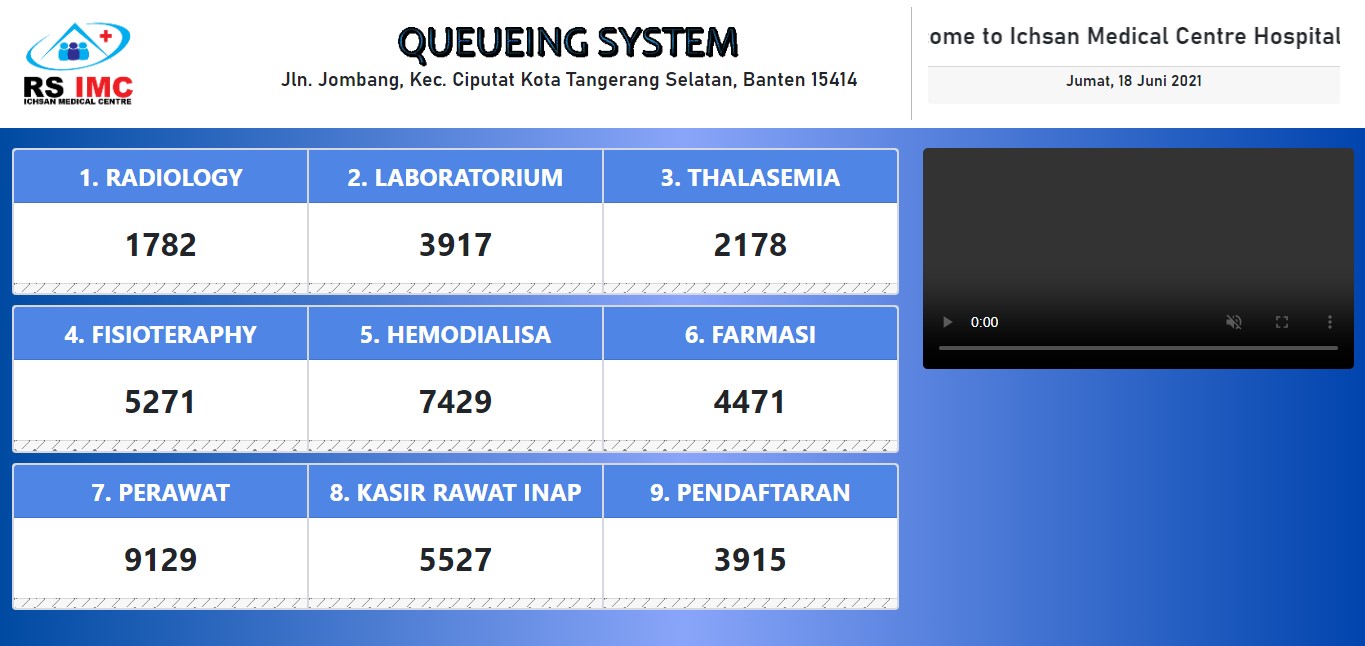 RS IMC
ICHSAN MEDICAL CENTRE
QUEUEING SYSTEM
Jln. Jombang, Kec. Ciputat Kota Tangerang Selatan, Banten 15414
ome to Ichsan Medical Centre Hospital
Jumat, 18 Juni 2021
1. RADIOLOGY
2. LABORATORIUM
3. THALASEMIA
1782
3917
2178
4. FISIOTERAPHY
5. HEMODIALISA
6. FARMASI
5271
7429
4471
7. PERAWAT
8. KASIR RAWAT INAP
9. PENDAFTARAN
9129
5527
3915
0:00